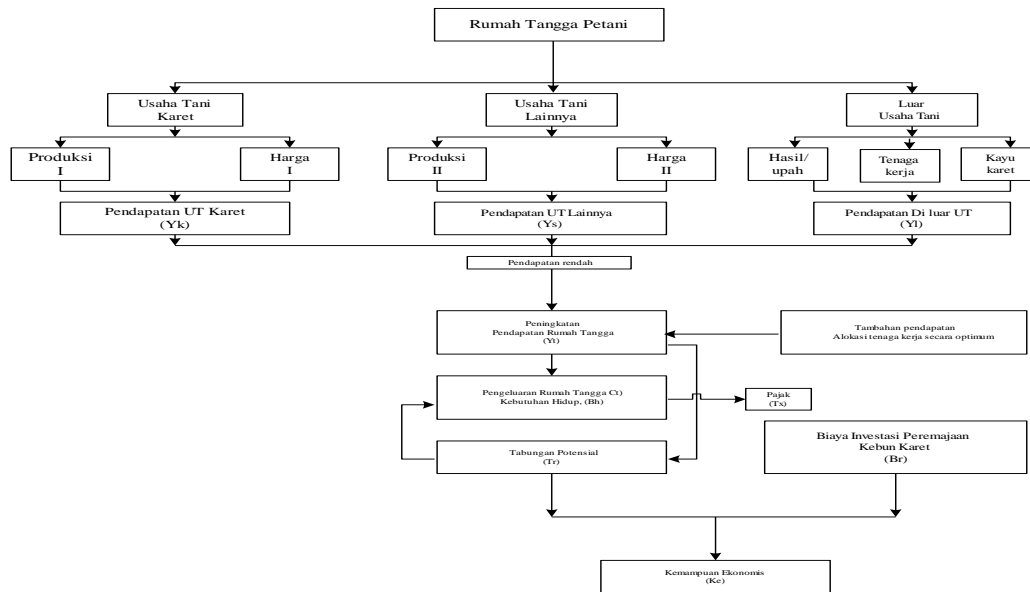 Rumah Tangga Petani
Usaha Tani
Karet
Usaha Tani
Lainnya
Luar
Usaha Tani
Produksi
I
Harga
I
Produksi
II
Harga
II
Hasil/
upah
Tenaga
kerja
Kayu
karet
Pendapatan UT Karet
(Yk)
Pendapatan UT Lainnya
(Ys)
Pendapatan Di luar UT
(Yl)
Pendapatan rendah
Peningkatan
Pendapatan Rumah Tangga
(Yt)
Tambahan pendapatan
Alokasi tenaga kerja secara optimum
Pengeluaran Rumah Tangga Ct)
Kebutuhan Hidup, (Bh)
Pajak
(Tx)
Biaya Investasi Peremajaan
Kebun Karet
(Br)
Tabungan Potensial
(Tr)
Kemampuan Ekonomis
(Ke)